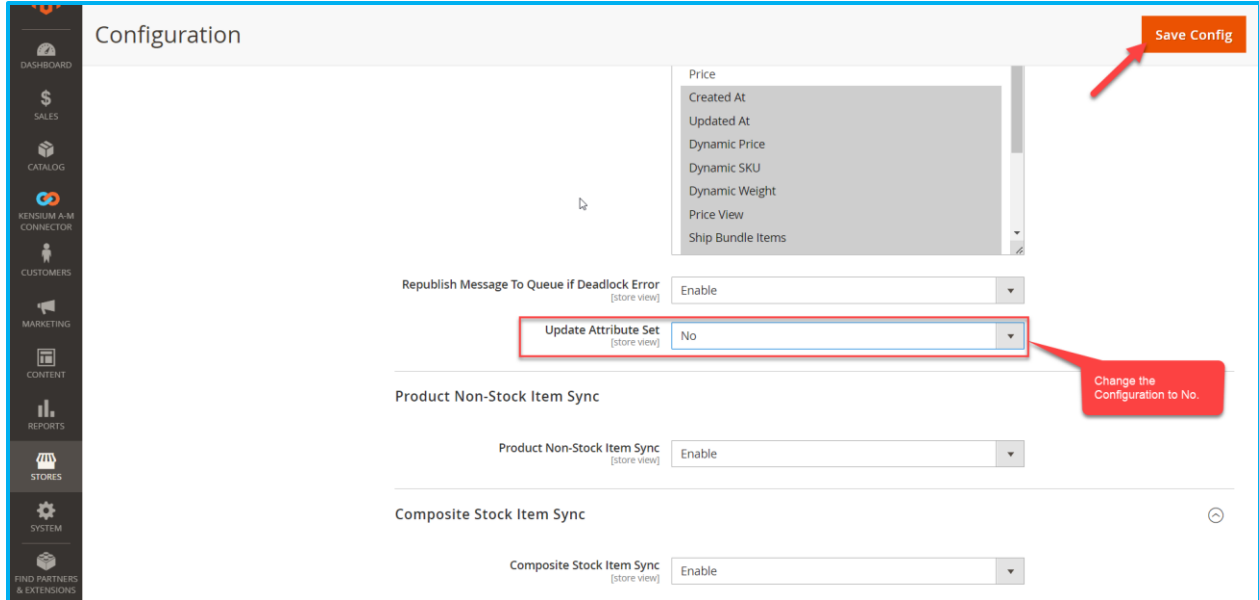 Configuration
Save Config
DASHBOARD
SALES
CATALOG
KENSIUM A-M
CONNECTOR
CUSTOMERS
MARKETING
CONTENT
REPORTS
STORES
SYSTEM
FIND PARTNERS
& EXTENSIONS
Price
Created At
Updated At
Dynamic Price
Dynamic SKU
Dynamic Weight
Price View
Ship Bundle Items
Republish Message To Queue if Deadlock Error
[store view]
Enable
Update Attribute Set
[store view]
No
Change the
Configuration to No.
Product Non-Stock Item Sync
Product Non-Stock Item Sync
[store view]
Enable
Composite Stock Item Sync
Composite Stock Item Sync
[store view]
Enable